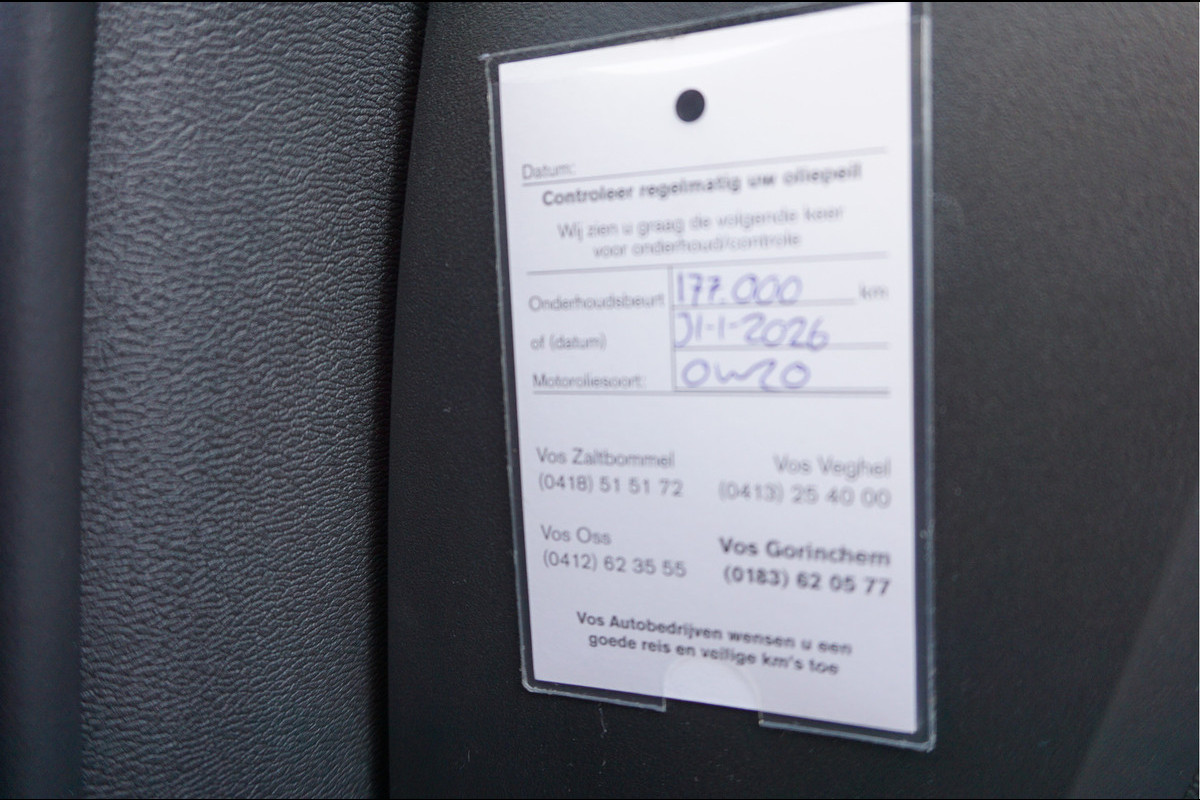 Datum:
Controleer regelmatig uw oliepeil
Wij zien u graag de volgende keer
voor onderhoud/controle
Onderhoudsbeurt 177.000 km
of (datum) 31-1-2026
Motoroliesoort: 0w20
Vos Zaltbommel Vos Veghel
(0418) 51 51 72 (0413) 25 40 00
Vos Oss Vos Gorinchem
(0412) 62 35 55 (0183) 62 05 77
Vos Autobedrijven wensen u een
goede reis en veilige km's toe